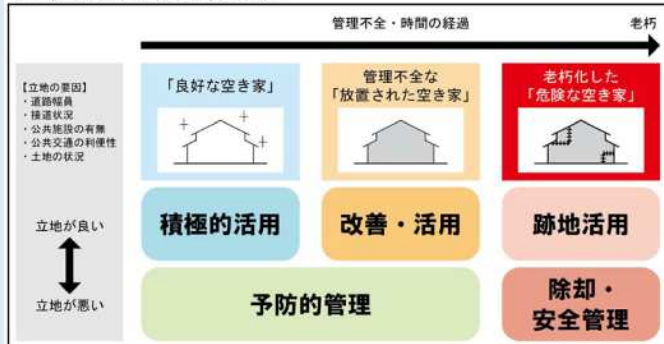 管理不全・時間の経過
老朽
【立地の要因】
・道路幅員
・接道状況
・公共施設の有無
・公共交通の利便性
・土地の状況
「良好な空き家」
管理不全な
「放置された空き家」
老朽化した
「危険な空き家」
立地が良い
積極的活用
改善・活用
跡地活用
立地が悪い
予防的管理
除却・
安全管理